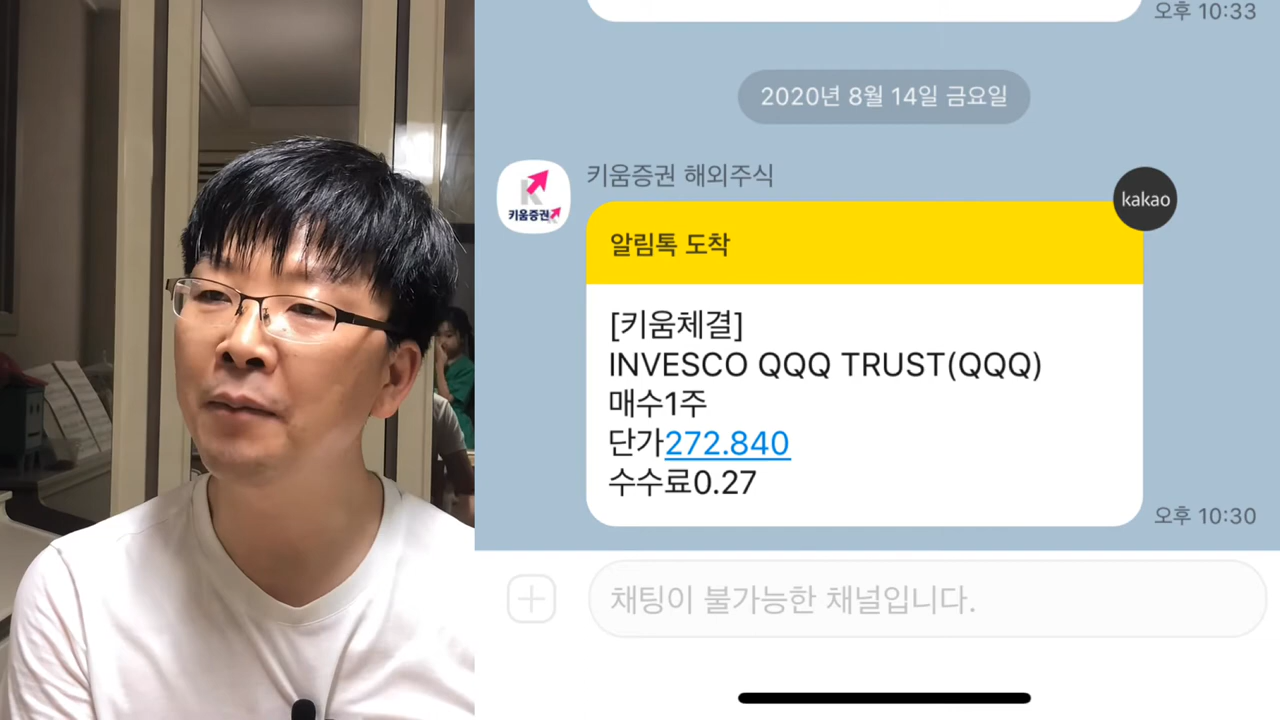 오후 10:33
2020년 8월 14일 금요일
키움증권 해외주식
K
키움증권
kakao
알림톡 도착
[키움체결]
INVESCO QQQ TRUST(QQQ)
매수1주
단가272.840
수수료0.27
오후 10:30
채팅이 불가능한 채널입니다.